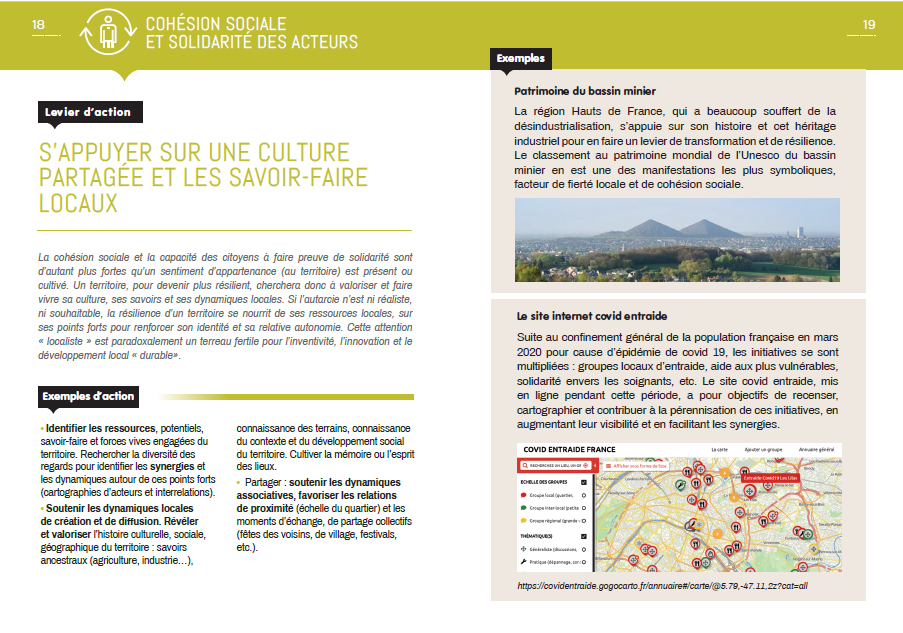 18
COHÉSION SOCIALE
ET SOLIDARITÉ DES ACTEURS
Levier d'action
S'APPUYER SUR UNE CULTURE
PARTAGÉE ET LES SAVOIR-FAIRE
LOCAUX
La cohésion sociale et la capacité des citoyens à faire preuve de solidarité sont
d'autant plus fortes qu'un sentiment d'appartenance (au territoire) est présent ou
cultivé. Un territoire, pour devenir plus résilient, cherchera donc à valoriser et faire
vivre sa culture, ses savoirs et ses dynamiques locales. Si l'autarcie n'est ni réaliste,
ni souhaitable, la résilience d'un territoire se nourrit de ses ressources locales, sur
ses points forts pour renforcer son identité et sa relative autonomie. Cette attention
« localiste » est paradoxalement un terreau fertile pour l'inventivité, l'innovation et le
développement local « durable».
Exemples d'action
• Identifier les ressources, potentiels,
savoir-faire et forces vives engagées du
territoire. Rechercher la diversité des
regards pour identifier les synergies et
les dynamiques autour de ces points forts
(cartographies d'acteurs et interrelations).
• Soutenir les dynamiques locales
de création et de diffusion. Révéler
et valoriser l'histoire culturelle, sociale,
géographique du territoire : savoirs
ancestraux (agriculture, industrie…),
connaissance des terrains, connaissance
du contexte et du développement social
du territoire. Cultiver la mémoire ou l'esprit
des lieux.
• Partager : soutenir les dynamiques
associatives, favoriser les relations
de proximité (échelle du quartier) et les
moments d'échange, de partage collectifs
(fêtes des voisins, de village, festivals,
etc.).
19
Exemples
Patrimoine du bassin minier
La région Hauts de France, qui a beaucoup souffert de la
désindustrialisation, s'appuie sur son histoire et cet héritage
industriel pour en faire un levier de transformation et de résilience.
Le classement au patrimoine mondial de l'Unesco du bassin
minier en est une des manifestations les plus symboliques,
facteur de fierté locale et de cohésion sociale.
Le site internet covid entraide
Suite au confinement général de la population française en mars
2020 pour cause d'épidémie de covid 19, les initiatives se sont
multipliées : groupes locaux d'entraide, aide aux plus vulnérables,
solidarité envers les soignants, etc. Le site covid entraide, mis
en ligne pendant cette période, a pour objectifs de recenser,
cartographier et contribuer à la pérennisation de ces initiatives, en
augmentant leur visibilité et en facilitant les synergies.
COVID ENTRAIDE FRANCE
La carte Ajouter un groupe Annuaire général
RECHERCHEZ UN LIEU, UN
Afficher sous forme de liste
ECHELLE DES GROUPES
Groupe local (quartier,
Groupe inter-local (petite
Groupe régional (grande
THÉMATIQUE(S)
Généraliste (discussions,
Pratique (dépannage, con
Entraide Covid19 Les Lilas
https://covidentraide.gogocarto.fr/annuaire#/carte/@5.79,-47.11,2z?cat=all